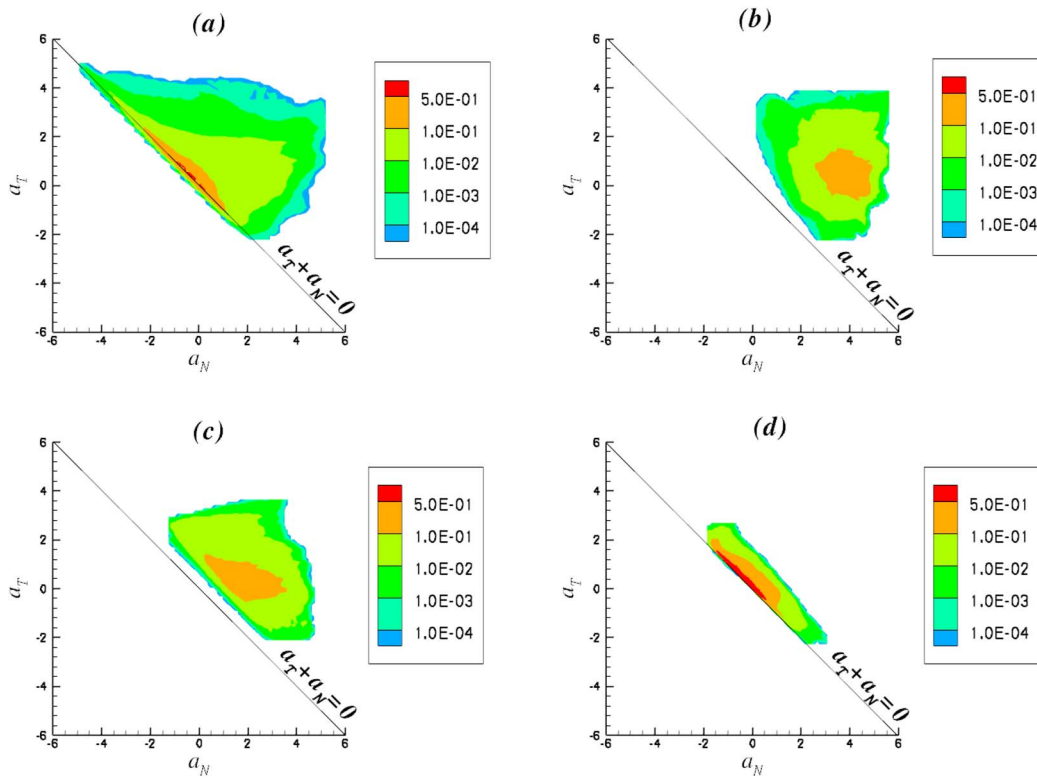 (a)
6
4
2
0
-2
-4
-6
-6 -4 -2 0 2 4 6
a_T
a_N
a_T+a_N=0
5.0E-01
1.0E-01
1.0E-02
1.0E-03
1.0E-04
(b)
6
4
2
0
-2
-4
-6
-6 -4 -2 0 2 4 6
a_T
a_N
a_T+a_N=0
5.0E-01
1.0E-01
1.0E-02
1.0E-03
1.0E-04
(c)
6
4
2
0
-2
-4
-6
-6 -4 -2 0 2 4 6
a_T
a_N
a_T+a_N=0
5.0E-01
1.0E-01
1.0E-02
1.0E-03
1.0E-04
(d)
6
4
2
0
-2
-4
-6
-6 -4 -2 0 2 4 6
a_T
a_N
a_T+a_N=0
5.0E-01
1.0E-01
1.0E-02
1.0E-03
1.0E-04